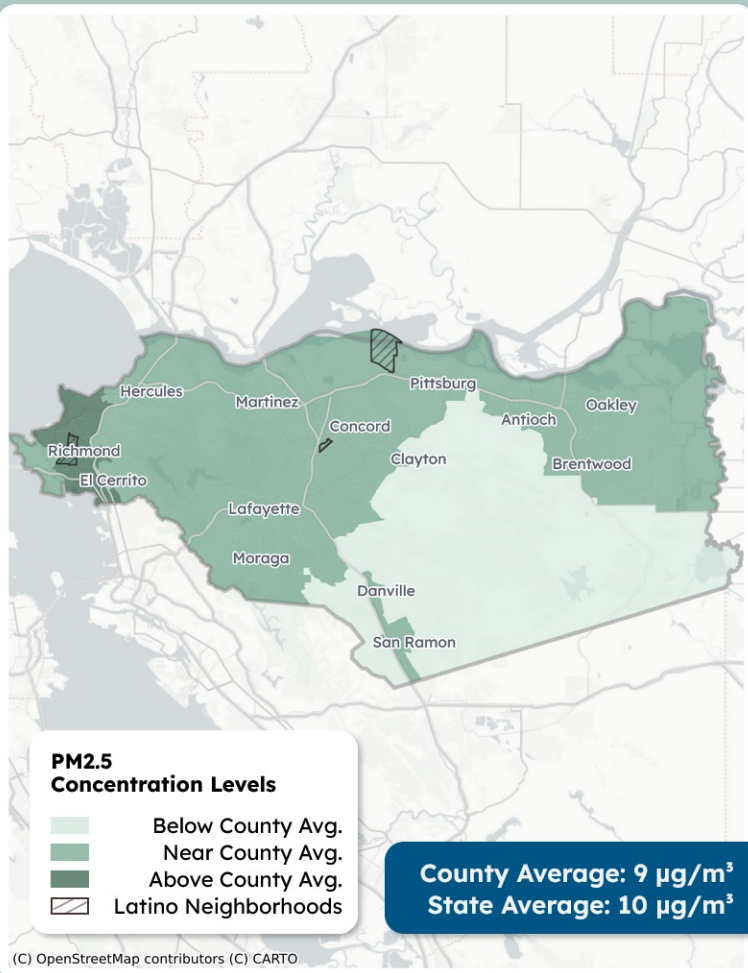 Hercules
Martinez
Pittsburg
Oakley
Antioch
Concord
Richmond
Clayton
Brentwood
El Cerrito
Lafayette
Moraga
Danville
San Ramon
PM2.5
Concentration Levels
Below County Avg.
Near County Avg.
Above County Avg.
Latino Neighborhoods
County Average: 9 µg/m³
State Average: 10 µg/m³
(C) OpenStreetMap contributors (C) CARTO